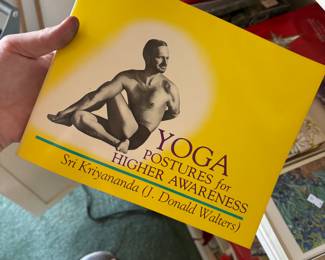 YOGA
POSTURES for
HIGHER AWARENESS
Sri Kriyananda (J. Donald Walters)